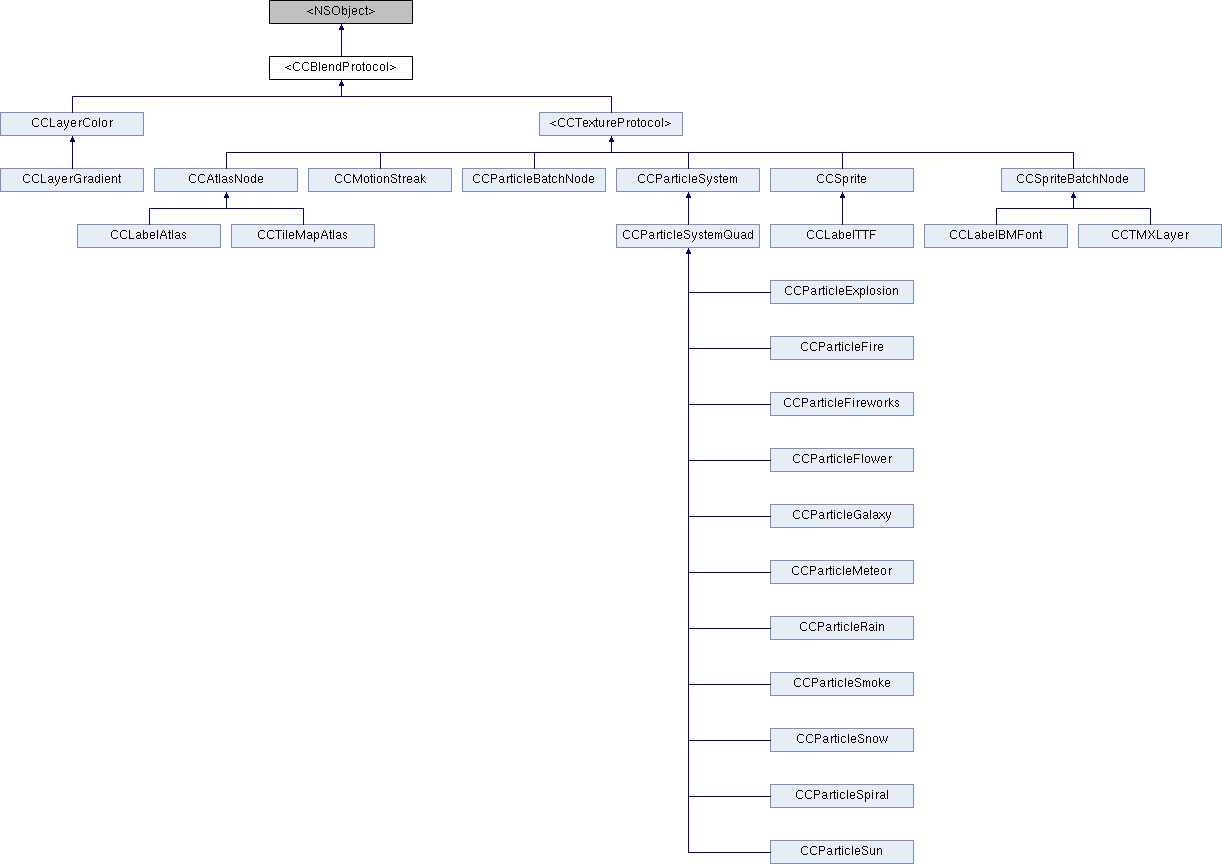 <NSObject>
<CCBlendProtocol>
CCLayerColor
<CCTextureProtocol>
CCLayerGradient
CCAtlasNode
CCMotionStreak
CCParticleBatchNode
CCParticleSystem
CCSprite
CCSpriteBatchNode
CCLabelAtlas
CCTileMapAtlas
CCParticleSystemQuad
CCLabelTTF
CCLabelBMFont
CCTMXLayer
CCParticleExplosion
CCParticleFire
CCParticleFireworks
CCParticleFlower
CCParticleGalaxy
CCParticleMeteor
CCParticleRain
CCParticleSmoke
CCParticleSnow
CCParticleSpiral
CCParticleSun